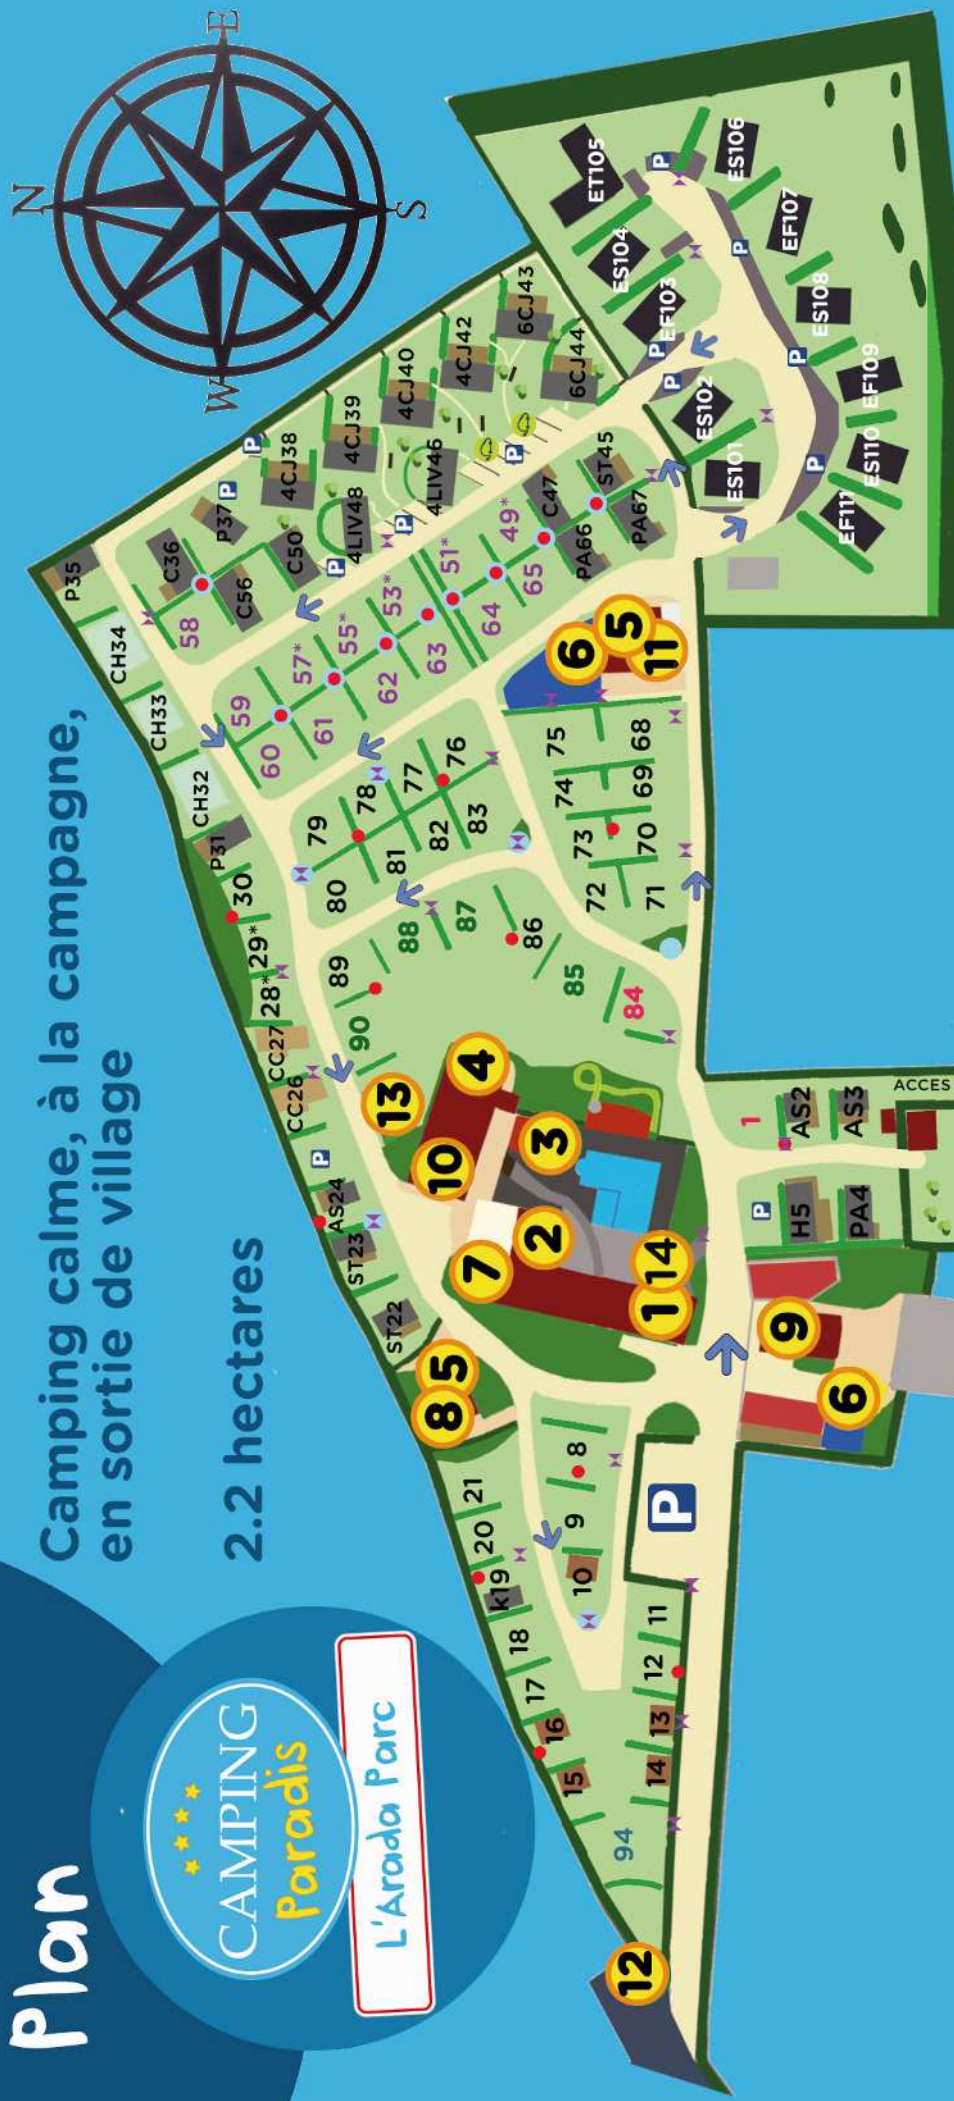 Plan
Camping calme, à la campagne,
en sortie de village
2.2 hectares
CAMPING
Paradis
L'Arada Parc
N
E
S
W
P35
CH34
CH33
CH32
P31
30
29*
28*
CC27
CC26
P
AS24
ST23
ST22
8
5
21
20
k19
18
17
16
15
94
12
14
13
12
11
P
10
9
8
58
C36
P37
P
P
C56
C50
4CJ38
4CJ39
4CJ40
4CJ42
6CJ43
6CJ44
4LIV48
4LIV46
P
P
P
59
60
57*
61
55*
62
53*
63
51*
64
49*
65
C47
PA66
ST45
PA67
79
80
78
81
77
82
76
83
75
74
73
72
68
69
70
71
6
5
11
89
90
88
87
86
85
84
13
4
10
3
7
2
14
1
ET105
ES104
EF103
ES102
ES101
ES106
EF107
ES108
EF109
ES110
EF111
P
P
P
P
P
P
1
AS2
AS3
ACCES
P
H5
PA4
9
6